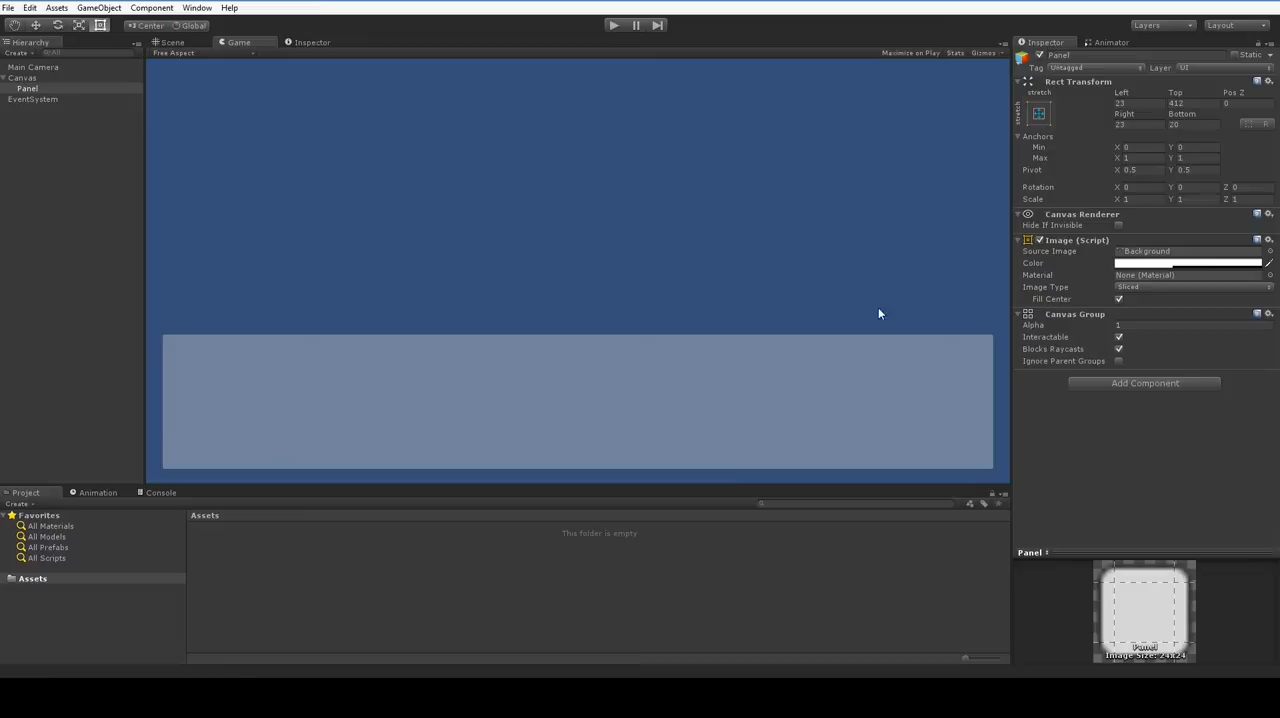 File Edit Assets GameObject Component Window Help
Center Global Layers Layout
Hierarchy
Create All
Main Camera
Canvas
Panel
EventSystem
Scene Game Inspector
Free Aspect Maximize on Play Stats Gizmos
Inspector Animator
Panel Static
Tag Untagged Layer UI
Rect Transform
stretch Left Top Pos Z
stretch 23 412 0
Right Bottom
23 20 R
Anchors
Min X 0 Y 0
Max X 1 Y 1
Pivot X 0.5 Y 0.5
Rotation X 0 Y 0 Z 0
Scale X 1 Y 1 Z 1
Canvas Renderer
Hide If Invisible
Image (Script)
Source Image Background
Color
Material None (Material)
Image Type Sliced
Fill Center
Canvas Group
Alpha 1
Interactable
Blocks Raycasts
Ignore Parent Groups
Add Component
Project Animation Console
Create
Favorites
All Materials
All Models
All Prefabs
All Scripts
Assets
Assets
This folder is empty
Panel
Panel
Image Size: 24x24